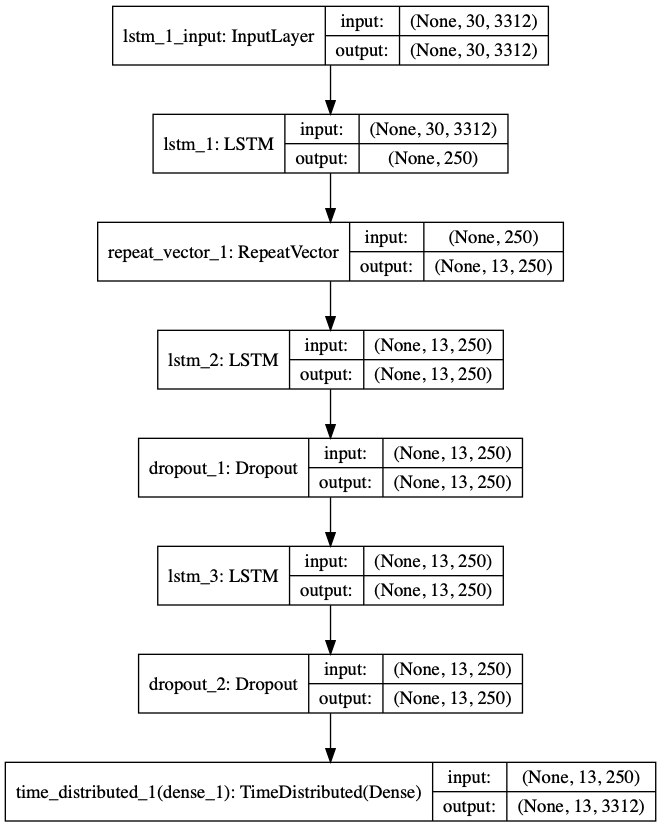 lstm_1_input: InputLayer
input: (None, 30, 3312)
output: (None, 30, 3312)
lstm_1: LSTM
input: (None, 30, 3312)
output: (None, 250)
repeat_vector_1: RepeatVector
input: (None, 250)
output: (None, 13, 250)
lstm_2: LSTM
input: (None, 13, 250)
output: (None, 13, 250)
dropout_1: Dropout
input: (None, 13, 250)
output: (None, 13, 250)
lstm_3: LSTM
input: (None, 13, 250)
output: (None, 13, 250)
dropout_2: Dropout
input: (None, 13, 250)
output: (None, 13, 250)
time_distributed_1(dense_1): TimeDistributed(Dense)
input: (None, 13, 250)
output: (None, 13, 3312)